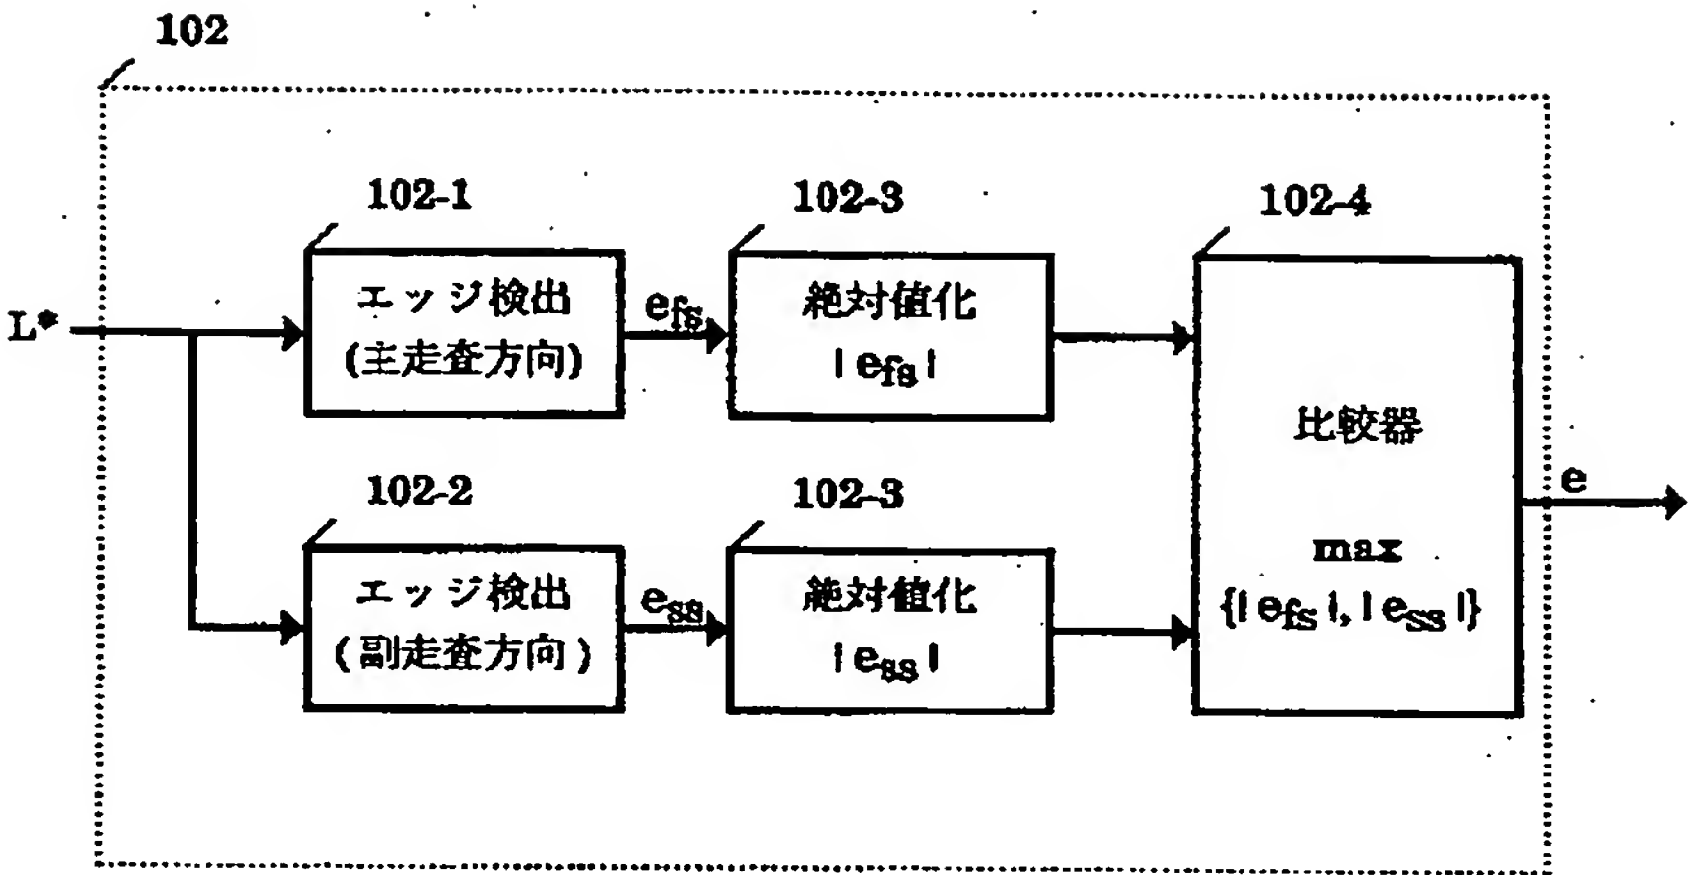 102
102-1
102-3
102-4
L*
エッジ検出
(主走査方向)
efs
絶対値化
|efs|
比較器
max
{|efs|,|ess|}
e
102-2
102-3
エッジ検出
(副走査方向)
ess
絶対値化
|ess|